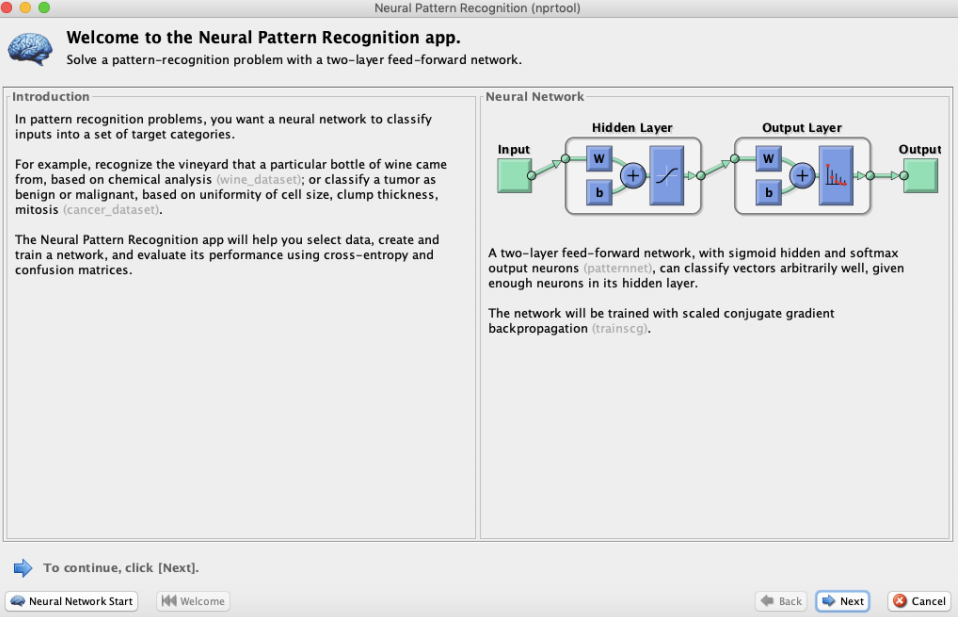 Neural Pattern Recognition (nprtool)
Welcome to the Neural Pattern Recognition app.
Solve a pattern-recognition problem with a two-layer feed-forward network.
Introduction
In pattern recognition problems, you want a neural network to classify
inputs into a set of target categories.
For example, recognize the vineyard that a particular bottle of wine came
from, based on chemical analysis (wine_dataset); or classify a tumor as
benign or malignant, based on uniformity of cell size, clump thickness,
mitosis (cancer_dataset).
The Neural Pattern Recognition app will help you select data, create and
train a network, and evaluate its performance using cross-entropy and
confusion matrices.
Neural Network
Hidden Layer
Output Layer
Input
Output
W
b
+
W
b
+
A two-layer feed-forward network, with sigmoid hidden and softmax
output neurons (patternnet), can classify vectors arbitrarily well, given
enough neurons in its hidden layer.
The network will be trained with scaled conjugate gradient
backpropagation (trainscg).
To continue, click [Next].
Neural Network Start
Welcome
Back
Next
Cancel